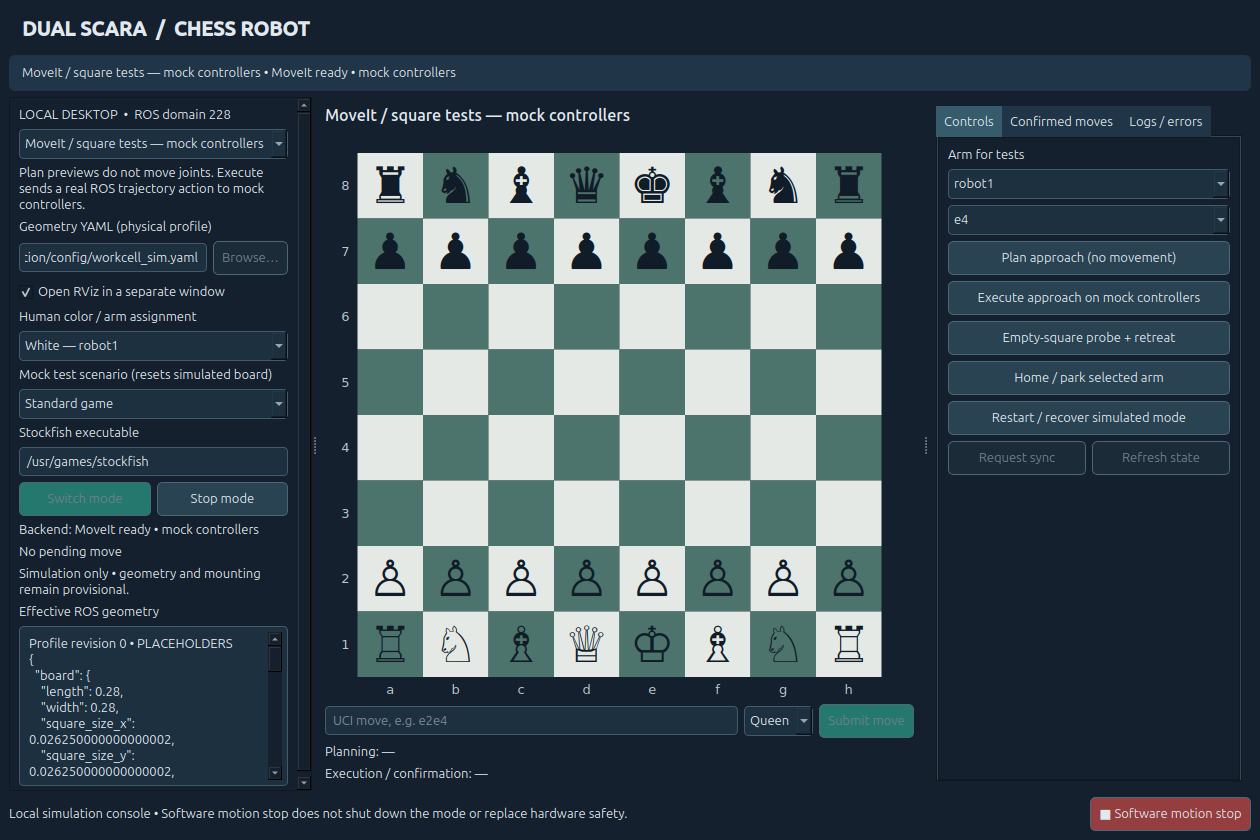 DUAL SCARA / CHESS ROBOT
MoveIt / square tests — mock controllers • MoveIt ready • mock controllers
LOCAL DESKTOP • ROS domain 228
MoveIt / square tests — mock controllers
Plan previews do not move joints. Execute
sends a real ROS trajectory action to mock
controllers.
Geometry YAML (physical profile)
:ion/config/workcell_sim.yaml
Browse...
Open RViz in a separate window
Human color / arm assignment
White — robot1
Mock test scenario (resets simulated board)
Standard game
Stockfish executable
/usr/games/stockfish
Switch mode
Stop mode
Backend: MoveIt ready • mock controllers
No pending move
Simulation only • geometry and mounting
remain provisional.
Effective ROS geometry
Profile revision 0 • PLACEHOLDERS
{
"board": {
"length": 0.28,
"width": 0.28,
"square_size_x":
0.026250000000000002,
"square_size_y":
0.026250000000000002,
MoveIt / square tests — mock controllers
8
7
6
5
4
3
2
1
a b c d e f g h
UCI move, e.g. e2e4
Queen
Submit move
Planning: —
Execution / confirmation: —
Controls
Confirmed moves
Logs / errors
Arm for tests
robot1
e4
Plan approach (no movement)
Execute approach on mock controllers
Empty-square probe + retreat
Home / park selected arm
Restart / recover simulated mode
Request sync
Refresh state
Local simulation console • Software motion stop does not shut down the mode or replace hardware safety.
Software motion stop